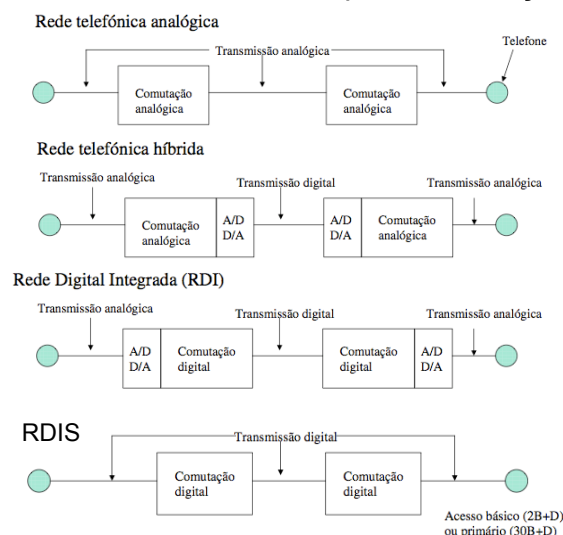 Rede telefónica analógica
Transmissão analógica
Telefone
Comutação
analógica
Comutação
analógica
Rede telefónica híbrida
Transmissão analógica
Transmissão digital
Transmissão analógica
Comutação
analógica
A/D
D/A
A/D
D/A
Comutação
analógica
Rede Digital Integrada (RDI)
Transmissão analógica
Transmissão digital
Transmissão analógica
A/D
D/A
Comutação
digital
Comutação
digital
A/D
D/A
RDIS
Transmissão digital
Comutação
digital
Comutação
digital
Acesso básico (2B+D)
ou primário (30B+D)